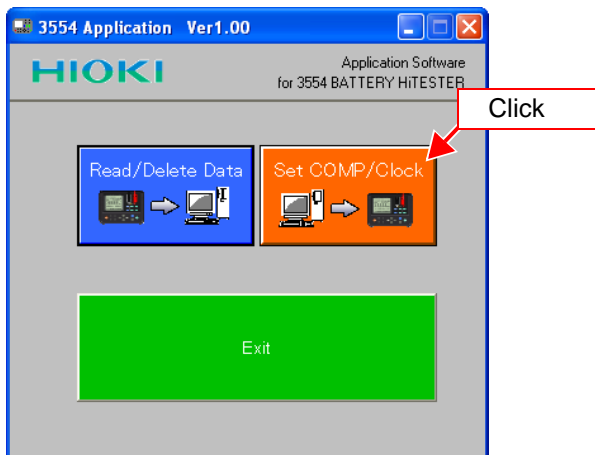 3554 Application Ver1.00
HIOKI
Application Software
for 3554 BATTERY HiTESTER
Click
Read/Delete Data
Set COMP/Clock
Exit